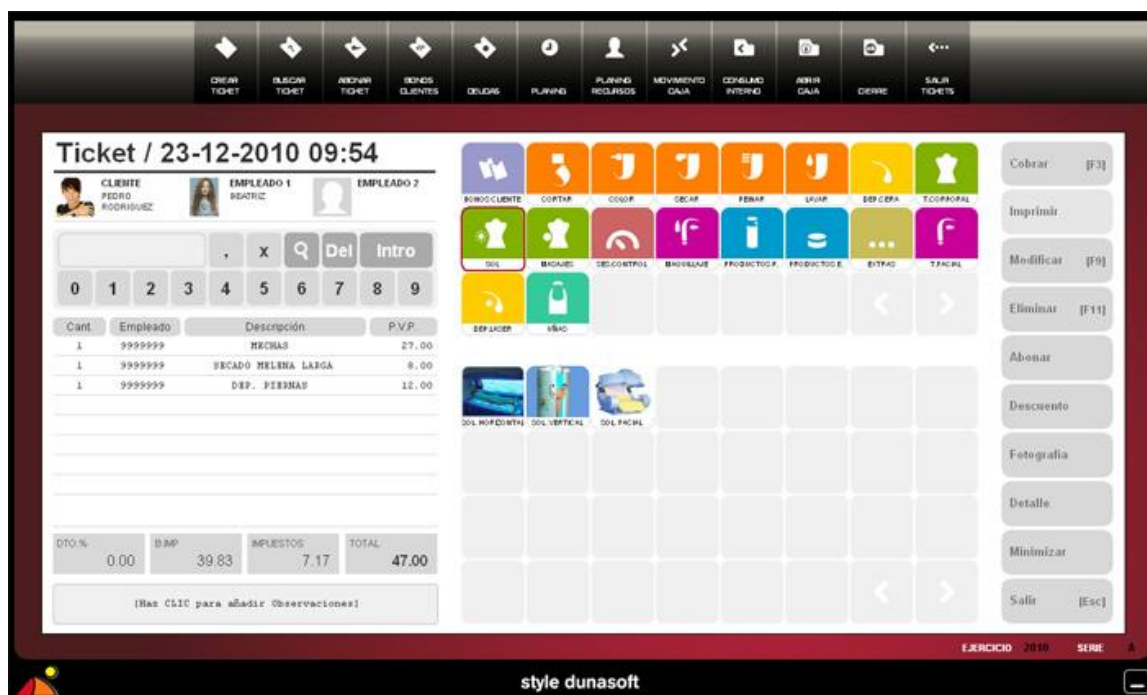 CREAR TICKET
BUSCAR TICKET
ABONAR TICKET
BONOS CLIENTES
DEUDAS
PLANING
PLANING RECURSOS
MOVIMIENTO CAJA
CONSUMO INTERNO
ABRIR CAJA
CIERRE
SALIR TICKETS
Ticket / 23-12-2010 09:54
CLIENTE
PEDRO
RODRIGUEZ
EMPLEADO 1
BEATRIZ
EMPLEADO 2
, x Del Intro
0 1 2 3 4 5 6 7 8 9
Cant. Empleado Descripción P.V.P.
1 9999999 MECHAS 27.00
1 9999999 SECADO MELENA LARGA 8.00
1 9999999 DEP. PIERNAS 12.00
DTO.% B.IMP IMPUESTOS TOTAL
0.00 39.83 7.17 47.00
[Haz CLIC para añadir Observaciones]
BONOS CLIENTE CORTAR COLOR SECAR PEINAR LAVAR DEP.CERA T.CORPORAL
SOL MASAJES DES.CONTROL MAQUILLAJE PRODUCTOS P. PRODUCTOS E. EXTRAS T.FACIAL
DEP.LASER UÑAS
SOL HORIZONTAL SOL VERTICAL SOL FACIAL
Cobrar [F3]
Imprimir
Modificar [F9]
Eliminar [F11]
Abonar
Descuento
Fotografía
Detalle
Minimizar
Salir [Esc]
EJERCICIO 2010 SERIE A
style dunasoft